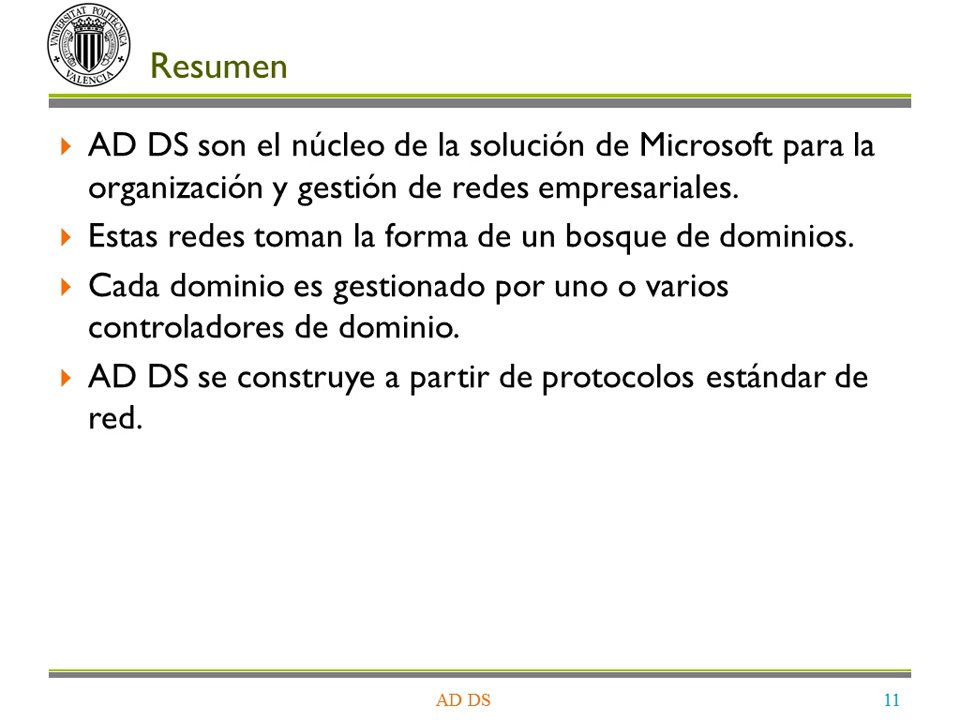 UNIVERSITAT POLITECNICA
VALENCIA
Resumen
AD DS son el núcleo de la solución de Microsoft para la
organización y gestión de redes empresariales.
Estas redes toman la forma de un bosque de dominios.
Cada dominio es gestionado por uno o varios
controladores de dominio.
AD DS se construye a partir de protocolos estándar de
red.
AD DS
11